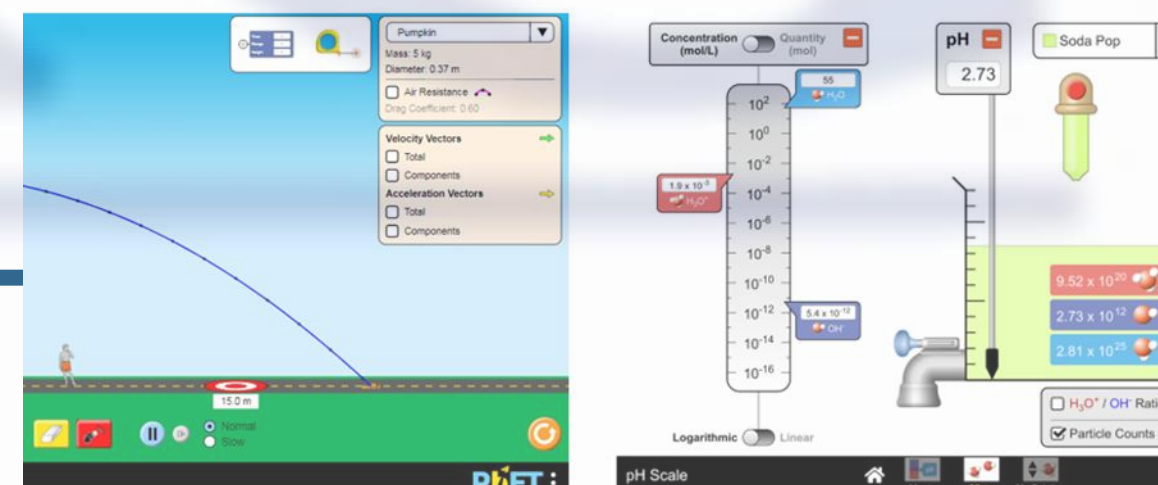 Pumpkin
Mass: 5 kg
Diameter: 0.37 m
Air Resistance
Drag Coefficient: 0.60
Velocity Vectors
Total
Components
Acceleration Vectors
Total
Components
15.0 m
Normal
Slow
PhET
Concentration
(mol/L)
Quantity
(mol)
55
H₂O
10²
10⁰
10⁻²
10⁻⁴
10⁻⁶
10⁻⁸
10⁻¹⁰
10⁻¹²
10⁻¹⁴
10⁻¹⁶
1.9 x 10⁻³
H₃O⁺
5.4 x 10⁻¹²
OH⁻
Logarithmic
Linear
pH
2.73
Soda Pop
9.52 x 10²⁰
2.73 x 10¹²
2.81 x 10²⁵
H₃O⁺ / OH⁻ Rati
Particle Counts
pH Scale